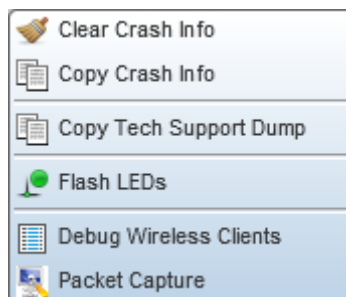 Clear Crash Info
Copy Crash Info
Copy Tech Support Dump
Flash LEDs
Debug Wireless Clients
Packet Capture